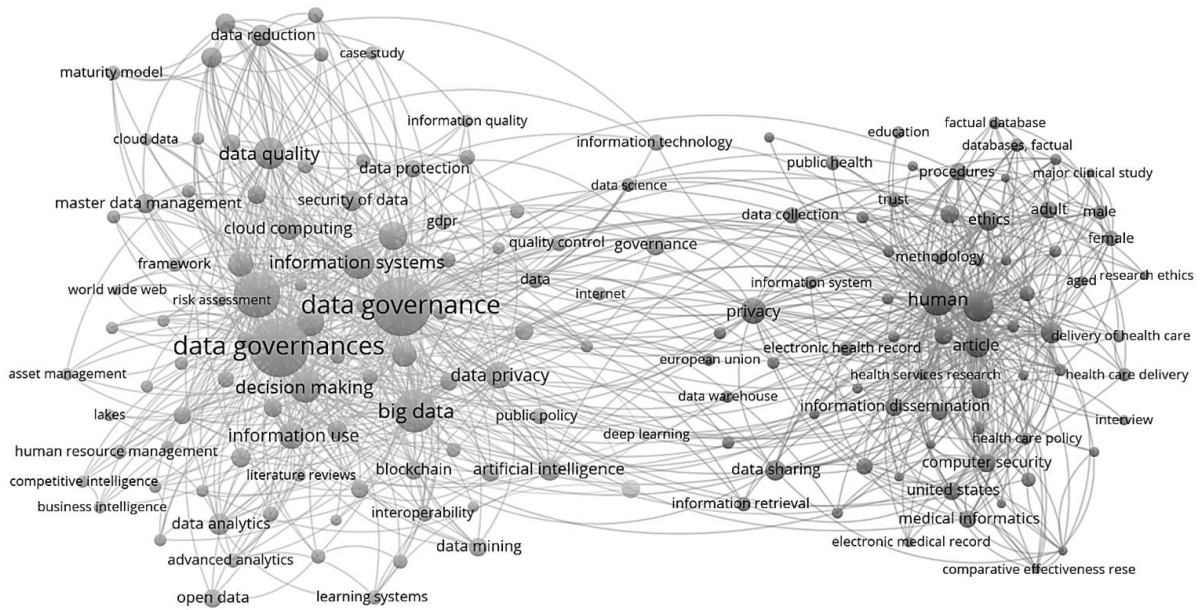 data reduction
case study
maturity model
information quality
factual database
cloud data
information technology
education
databases, factual
data quality
data protection
public health
procedures
major clinical study
data science
master data management
security of data
trust
gdpr
data collection
ethics
adult
male
cloud computing
quality control
governance
female
framework
information systems
methodology
data
information system
aged
research ethics
world wide web
risk assessment
internet
data governance
human
privacy
delivery of health care
data governances
electronic health record
article
european union
asset management
decision making
data privacy
health services research
health care delivery
data warehouse
lakes
big data
public policy
information dissemination
interview
information use
deep learning
health care policy
human resource management
literature reviews
blockchain
artificial intelligence
data sharing
computer security
competitive intelligence
united states
business intelligence
interoperability
information retrieval
data analytics
medical informatics
data mining
electronic medical record
advanced analytics
comparative effectiveness rese
open data
learning systems